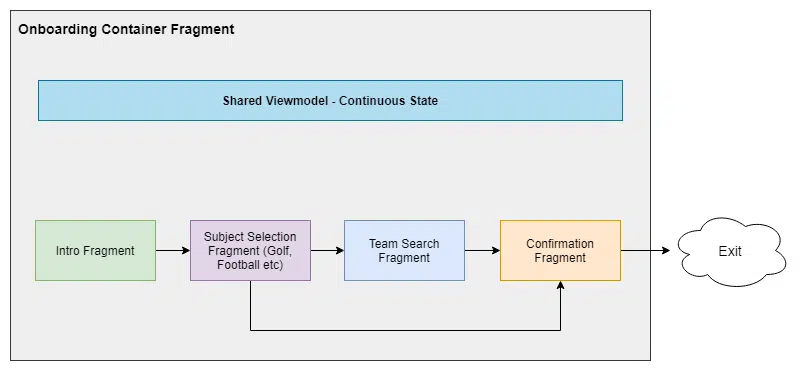 Onboarding Container Fragment
Shared Viewmodel - Continuous State
Intro Fragment
Subject Selection
Fragment (Golf,
Football etc)
Team Search
Fragment
Confirmation
Fragment
Exit